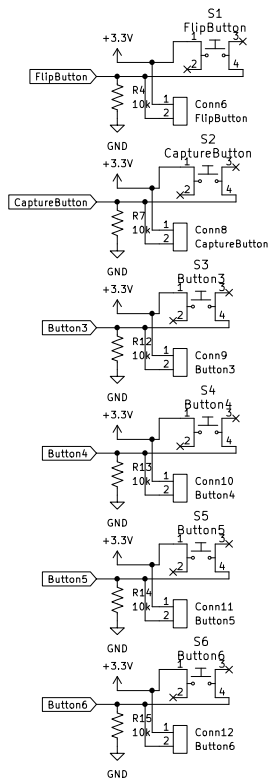 S1
FlipButton
+3.3V
1 3
2
FlipButton 4
R4
10k
1 Conn6
2 FlipButton
GND
S2
CaptureButton
+3.3V
1 3
2
CaptureButton 4
R7
10k
1 Conn8
2 CaptureButton
GND
S3
Button3
+3.3V
1 3
2
Button3 4
R12
10k
1 Conn9
2 Button3
GND
S4
Button4
+3.3V
1 3
2
Button4 4
R13
10k
1 Conn10
2 Button4
GND
S5
Button5
+3.3V
1 3
2
Button5 4
R14
10k
1 Conn11
2 Button5
GND
S6
Button6
+3.3V
1 3
2
Button6 4
R15
10k
1 Conn12
2 Button6
GND